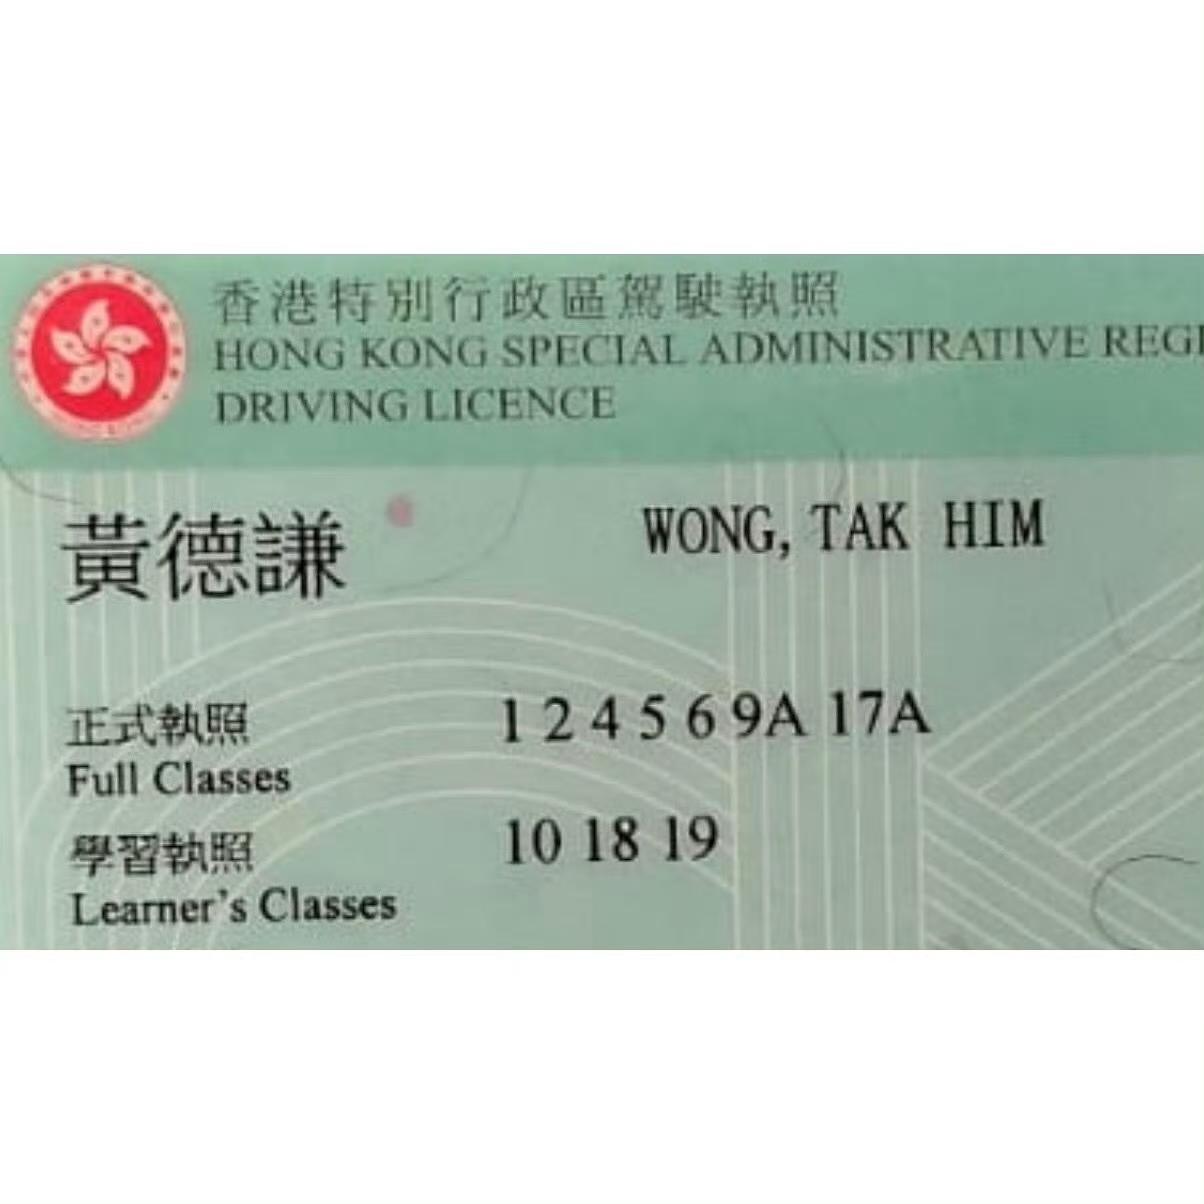 香港特別行政區駕駛執照
HONG KONG SPECIAL ADMINISTRATIVE REGI
DRIVING LICENCE
黃德謙 WONG, TAK HIM
正式執照 1 2 4 5 6 9A 17A
Full Classes
學習執照 10 18 19
Learner's Classes